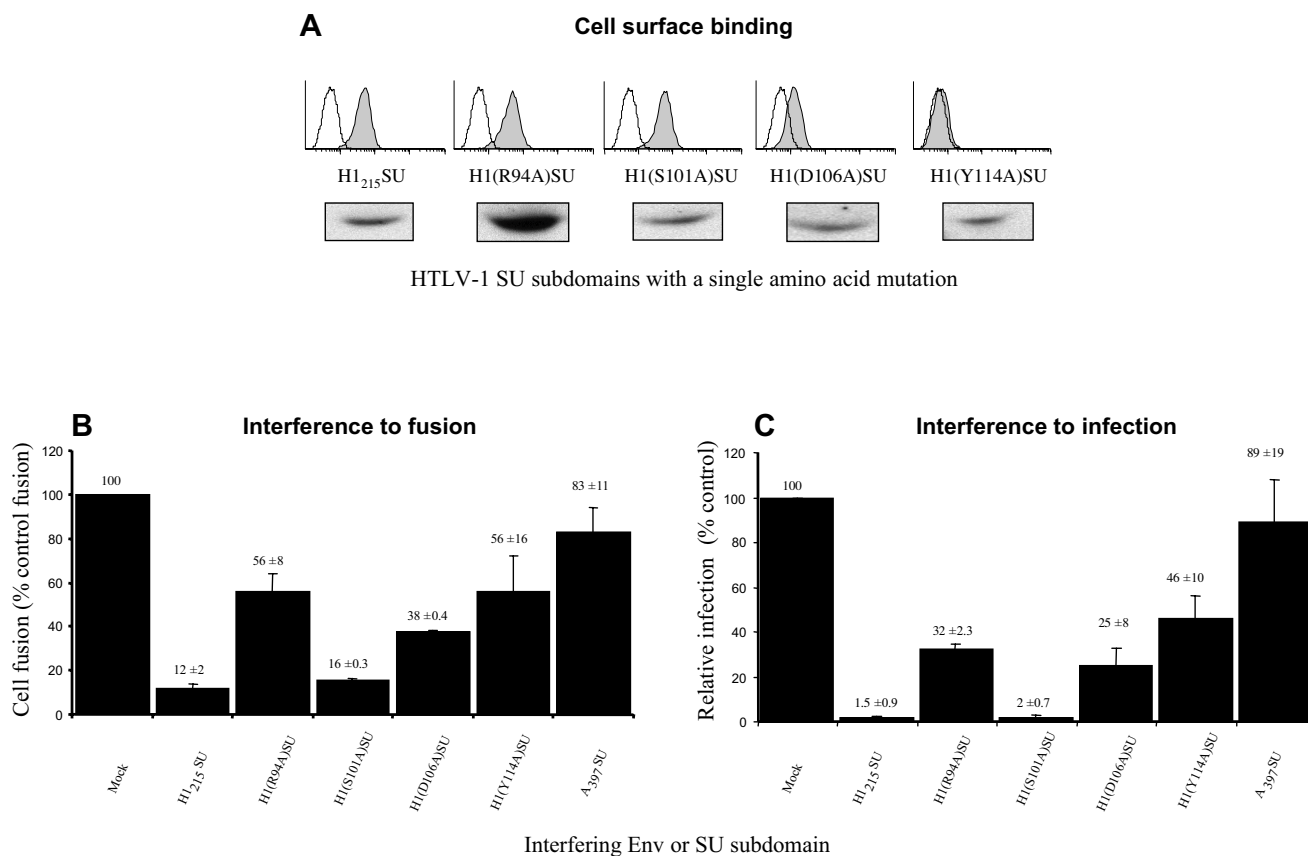 A
Cell surface binding
H1215SU
H1(R94A)SU
H1(S101A)SU
H1(D106A)SU
H1(Y114A)SU
HTLV-1 SU subdomains with a single amino acid mutation
B
Interference to fusion
Cell fusion (% control fusion)
120
100
80
60
40
20
0
100
12 ±2
56 ±8
16 ±0.3
38 ±0.4
56 ±16
83 ±11
Mock
H1215 SU
H1(R94A)SU
H1(S101A)SU
H1(D106A)SU
H1(Y114A)SU
A397SU
C
Interference to infection
Relative infection (% control)
120
100
80
60
40
20
0
100
1.5 ±0.9
32 ±2.3
2 ±0.7
25 ±8
46 ±10
89 ±19
Mock
H1215 SU
H1(R94A)SU
H1(S101A)SU
H1(D106A)SU
H1(Y114A)SU
A397SU
Interfering Env or SU subdomain